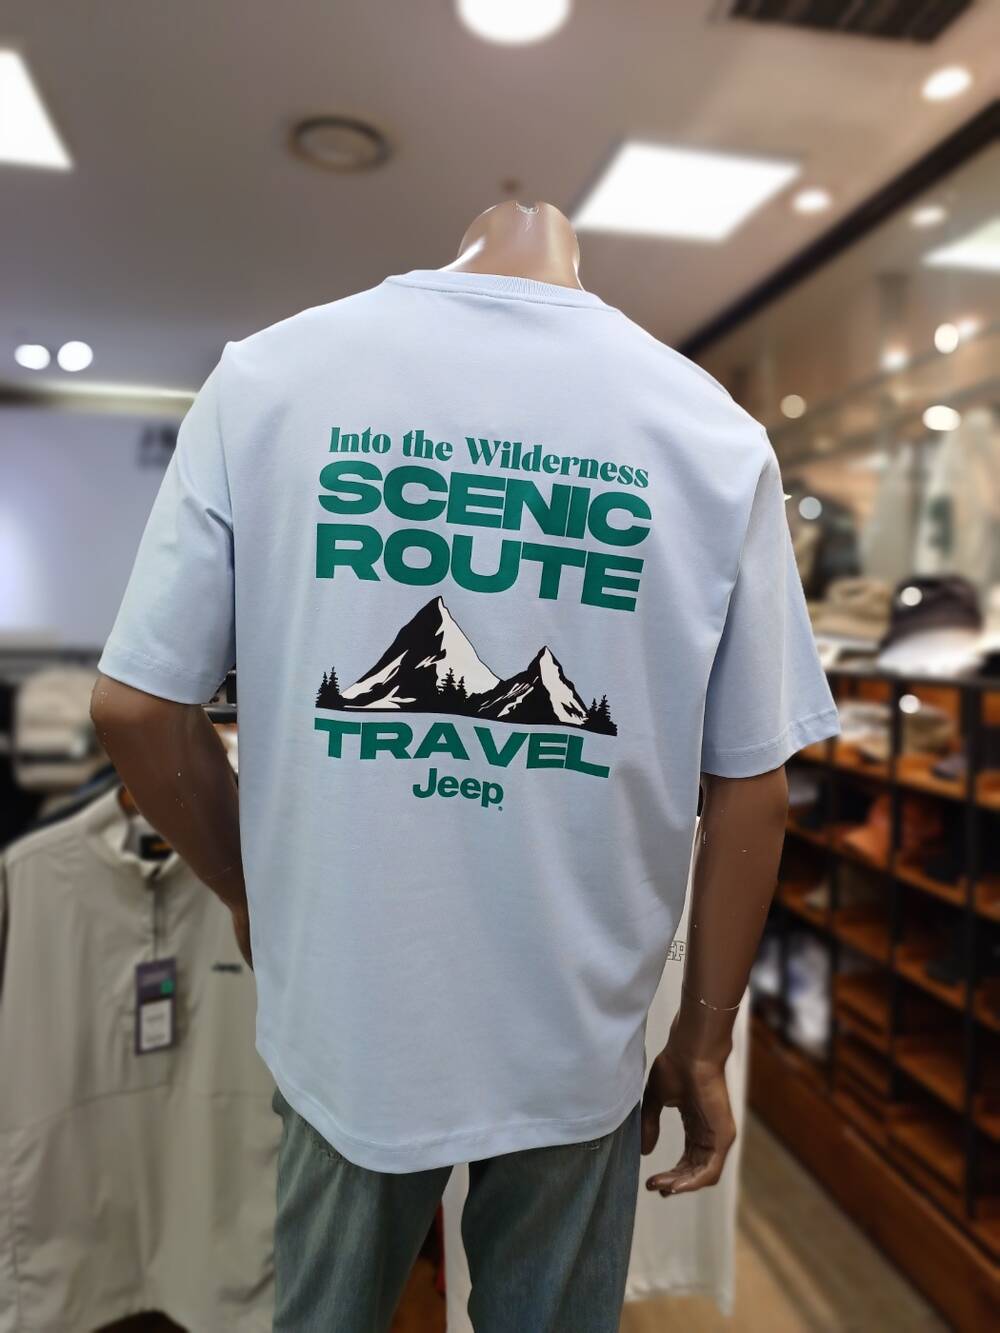 Into the Wilderness
SCENIC
ROUTE
TRAVEL
Jeep